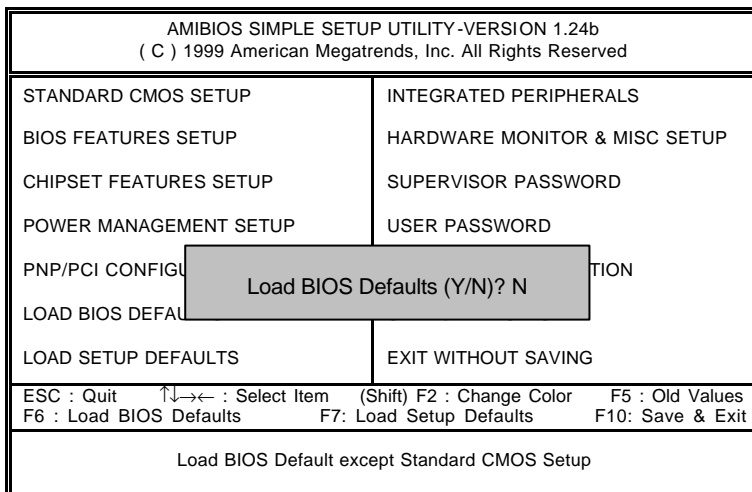 AMIBIOS SIMPLE SETUP UTILITY-VERSION 1.24b
( C ) 1999 American Megatrends, Inc. All Rights Reserved
STANDARD CMOS SETUP
BIOS FEATURES SETUP
CHIPSET FEATURES SETUP
POWER MANAGEMENT SETUP
PNP/PCI
LOAD BIOS
LOAD SETUP DEFAULTS
INTEGRATED PERIPHERALS
HARDWARE MONITOR & MISC SETUP
SUPERVISOR PASSWORD
USER PASSWORD
EXIT WITHOUT SAVING
Load BIOS Defaults (Y/N)? N
ESC : Quit ↑↓→← : Select Item (Shift) F2 : Change Color F5 : Old Values
F6 : Load BIOS Defaults F7: Load Setup Defaults F10: Save & Exit
Load BIOS Default except Standard CMOS Setup